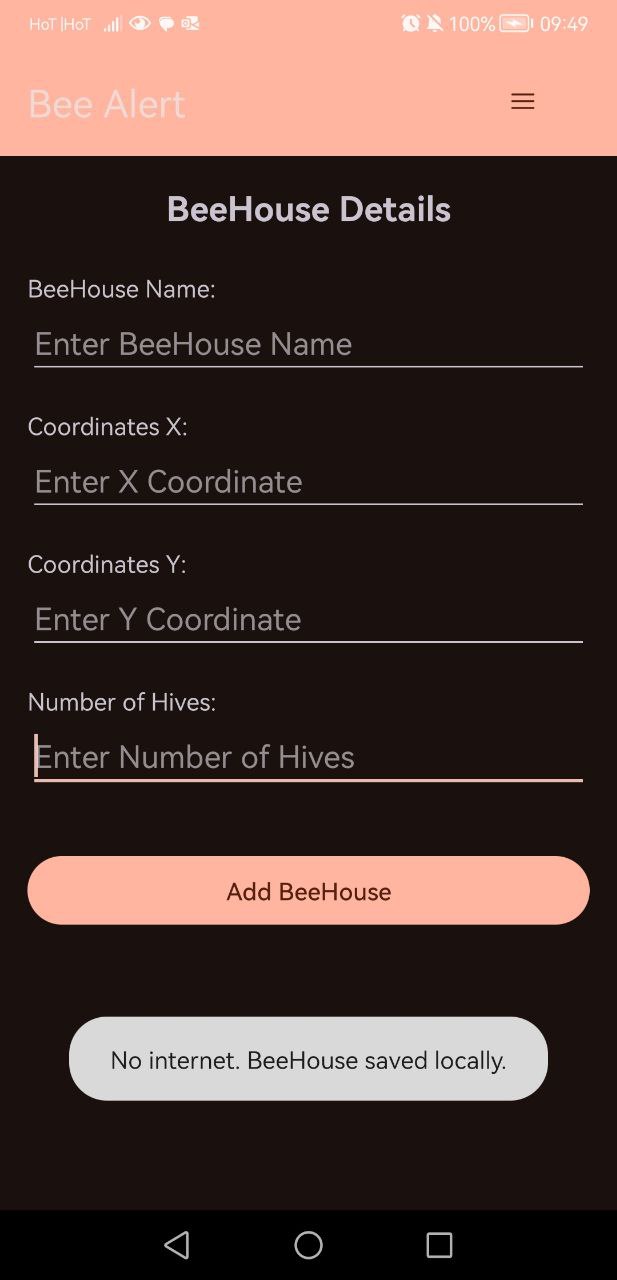 HoT |HoT 100% 09:49
Bee Alert
BeeHouse Details
BeeHouse Name:
Enter BeeHouse Name
Coordinates X:
Enter X Coordinate
Coordinates Y:
Enter Y Coordinate
Number of Hives:
Enter Number of Hives
Add BeeHouse
No internet. BeeHouse saved locally.